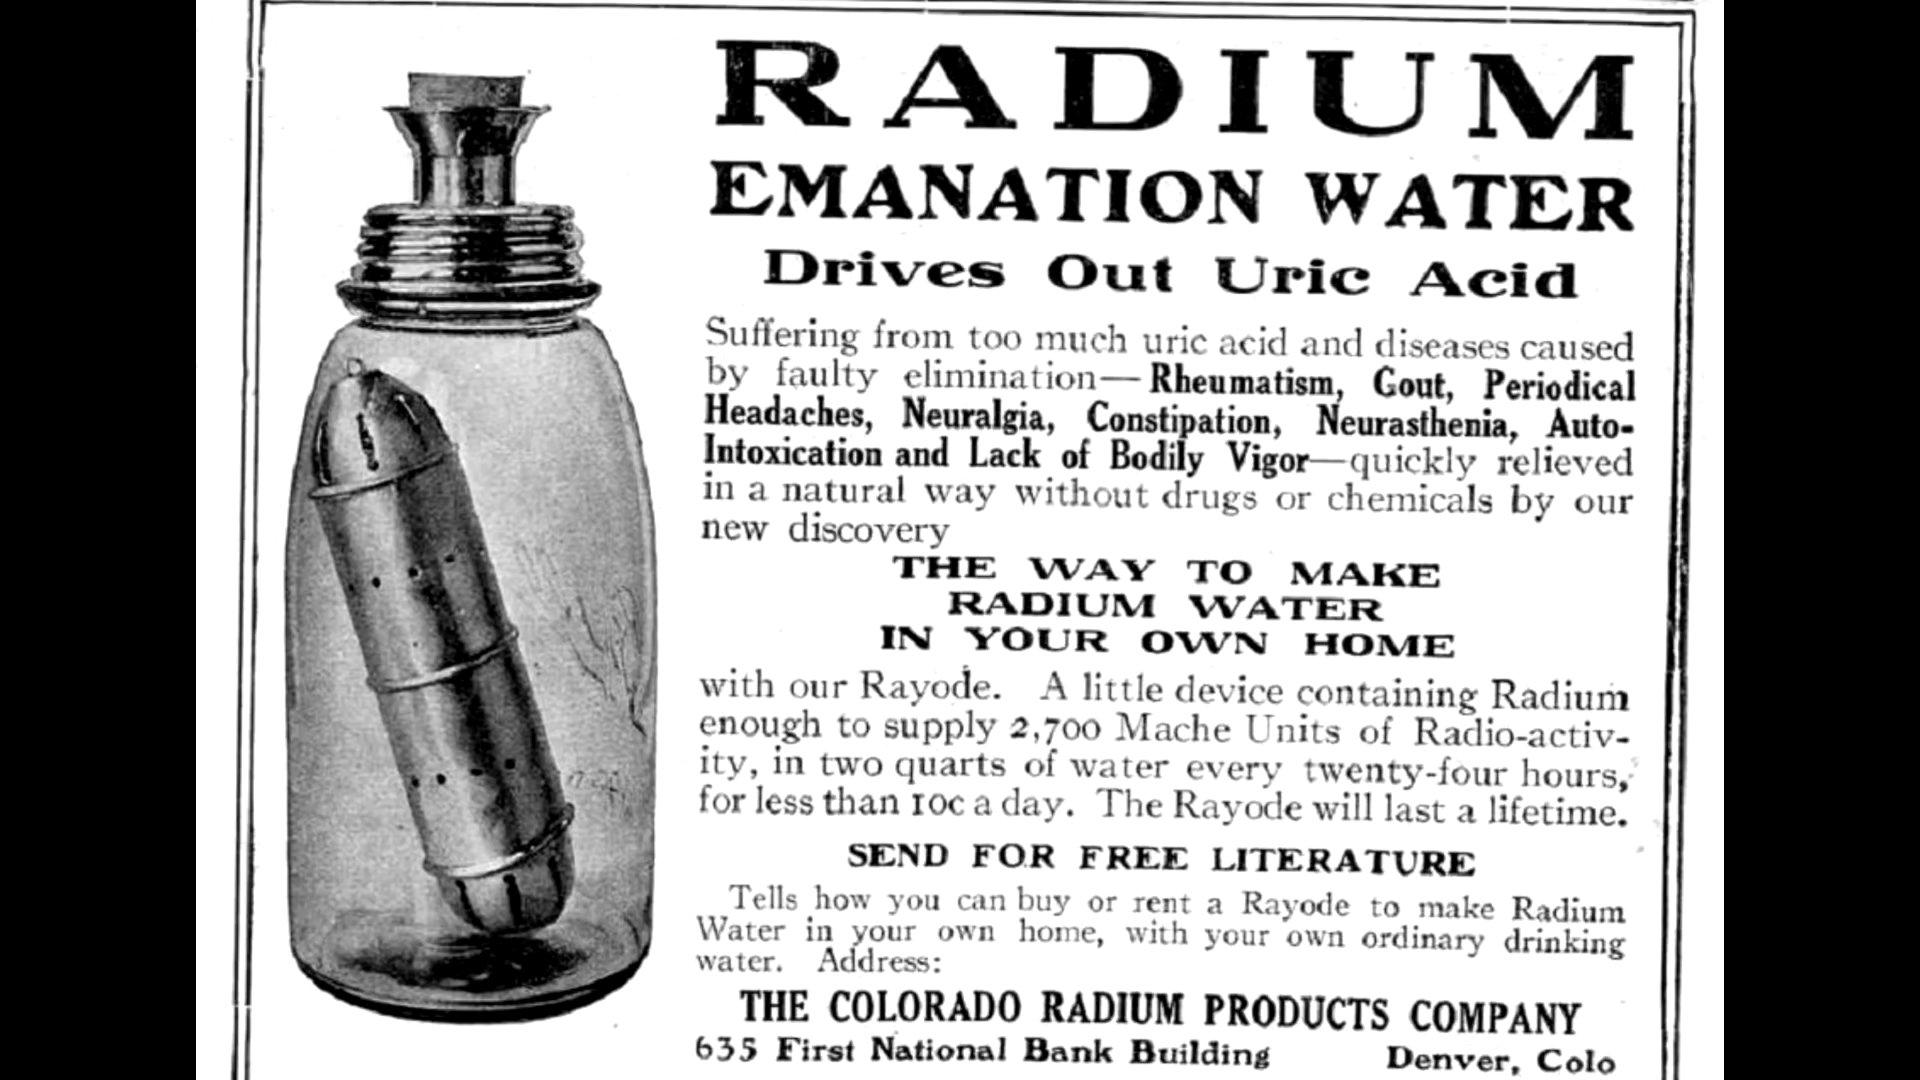 RADIUM
EMANATION WATER
Drives Out Uric Acid
Suffering from too much uric acid and diseases caused
by faulty elimination—Rheumatism, Gout, Periodical
Headaches, Neuralgia, Constipation, Neurasthenia, Auto-
Intoxication and Lack of Bodily Vigor—quickly relieved
in a natural way without drugs or chemicals by our
new discovery
THE WAY TO MAKE
RADIUM WATER
IN YOUR OWN HOME
with our Rayode. A little device containing Radium
enough to supply 2,700 Mache Units of Radio-activ-
ity, in two quarts of water every twenty-four hours,
for less than 10c a day. The Rayode will last a lifetime.
SEND FOR FREE LITERATURE
Tells how you can buy or rent a Rayode to make Radium
Water in your own home, with your own ordinary drinking
water. Address:
THE COLORADO RADIUM PRODUCTS COMPANY
635 First National Bank Building Denver, Colo